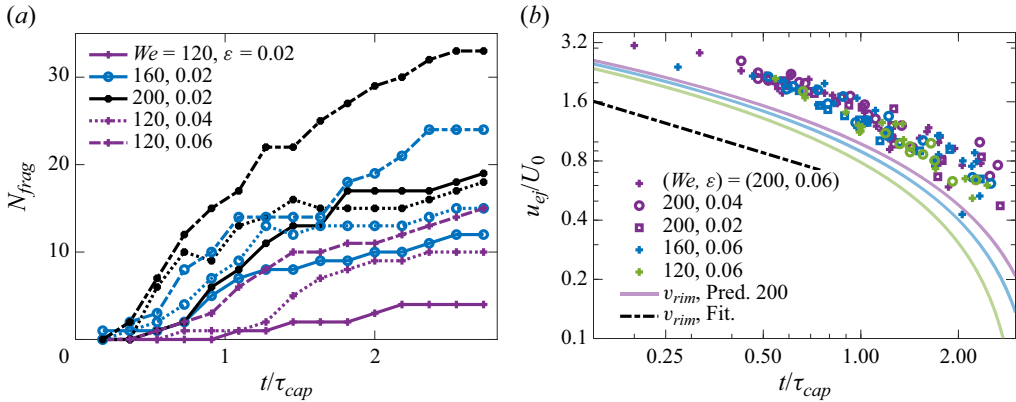 (a)
30
20
10
0
1
2
N_frag
t/τ_cap
We = 120, ε = 0.02
160, 0.02
200, 0.02
120, 0.04
120, 0.06
(b)
3.2
1.6
0.8
0.4
0.2
0.1
0.25
0.50
1.00
2.00
u_ej/U_0
t/τ_cap
(We, ε) = (200, 0.06)
200, 0.04
200, 0.02
160, 0.06
120, 0.06
v_rim, Pred. 200
v_rim, Fit.